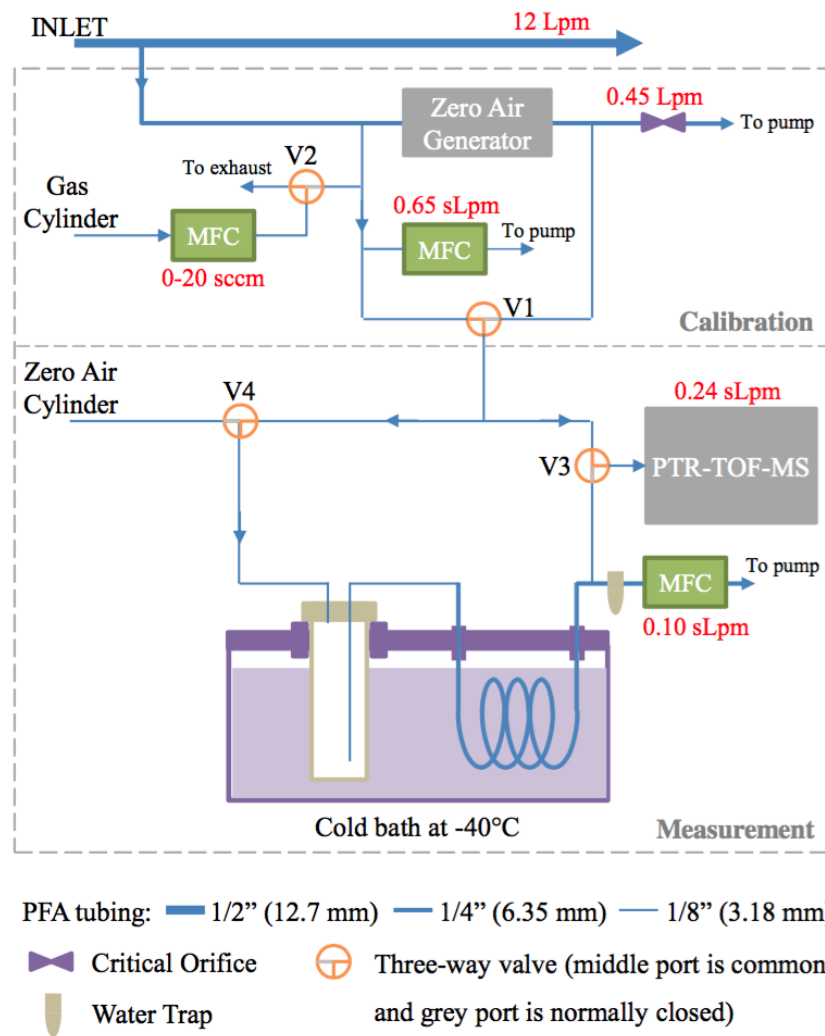 INLET
12 Lpm
Zero Air
Generator
0.45 Lpm
To pump
V2
To exhaust
Gas
Cylinder
MFC
0-20 sccm
0.65 sLpm
MFC
To pump
V1
Calibration
Zero Air
Cylinder
V4
0.24 sLpm
V3
PTR-TOF-MS
To pump
MFC
0.10 sLpm
Cold bath at -40°C
Measurement
PFA tubing: 1/2” (12.7 mm) 1/4” (6.35 mm) 1/8” (3.18 mm)
Critical Orifice
Three-way valve (middle port is common
and grey port is normally closed)
Water Trap